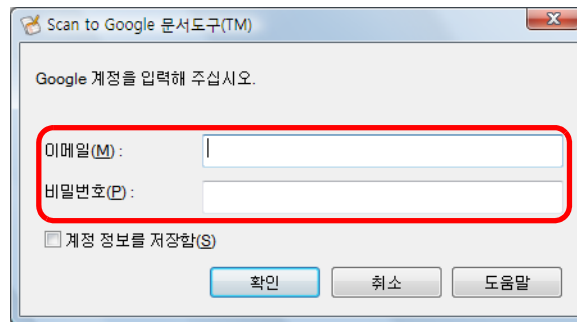 Scan to Google 문서도구(TM)
Google 계정을 입력해 주십시오.
이메일(M) :
비밀번호(P) :
계정 정보를 저장함(S)
확인 취소 도움말